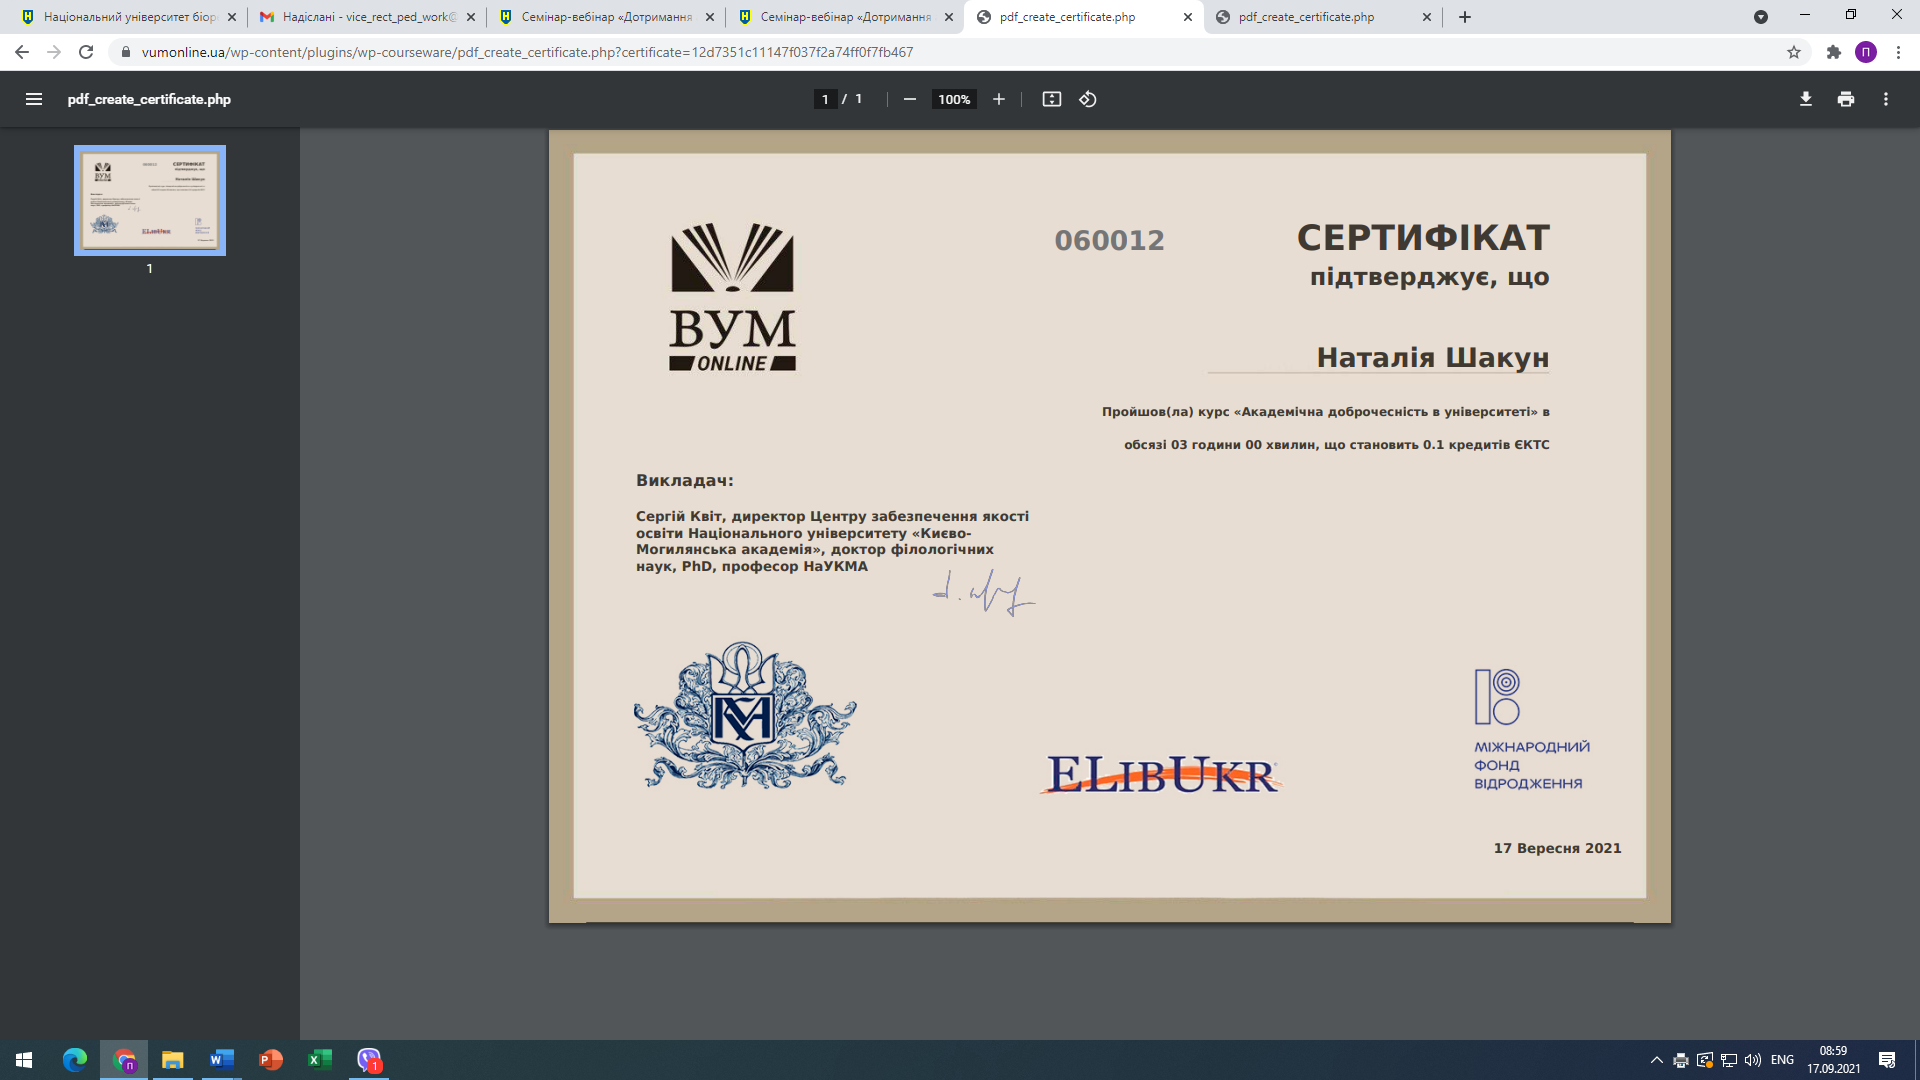 Національний університет біор
Надіслані - vice_rect_ped_work@
Семінар-вебінар «Дотримання
Семінар-вебінар «Дотримання
pdf_create_certificate.php
pdf_create_certificate.php
vumonline.ua/wp-content/plugins/wp-courseware/pdf_create_certificate.php?certificate=12d7351c11147f037f2a74ff0f7fb467
П
pdf_create_certificate.php
1 / 1
100%
1
ВУМ
ONLINE
060012
СЕРТИФІКАТ
підтверджує, що
Наталія Шакун
Пройшов(ла) курс «Академічна доброчесність в університеті» в
обсязі 03 години 00 хвилин, що становить 0.1 кредитів ЄКТС
Викладач:
Сергій Квіт, директор Центру забезпечення якості
освіти Національного університету «Києво-
Могилянська академія», доктор філологічних
наук, PhD, професор НаУКМА
ELIBUKR
МІЖНАРОДНИЙ
ФОНД
ВІДРОДЖЕННЯ
17 Вересня 2021
ENG
08:59
17.09.2021